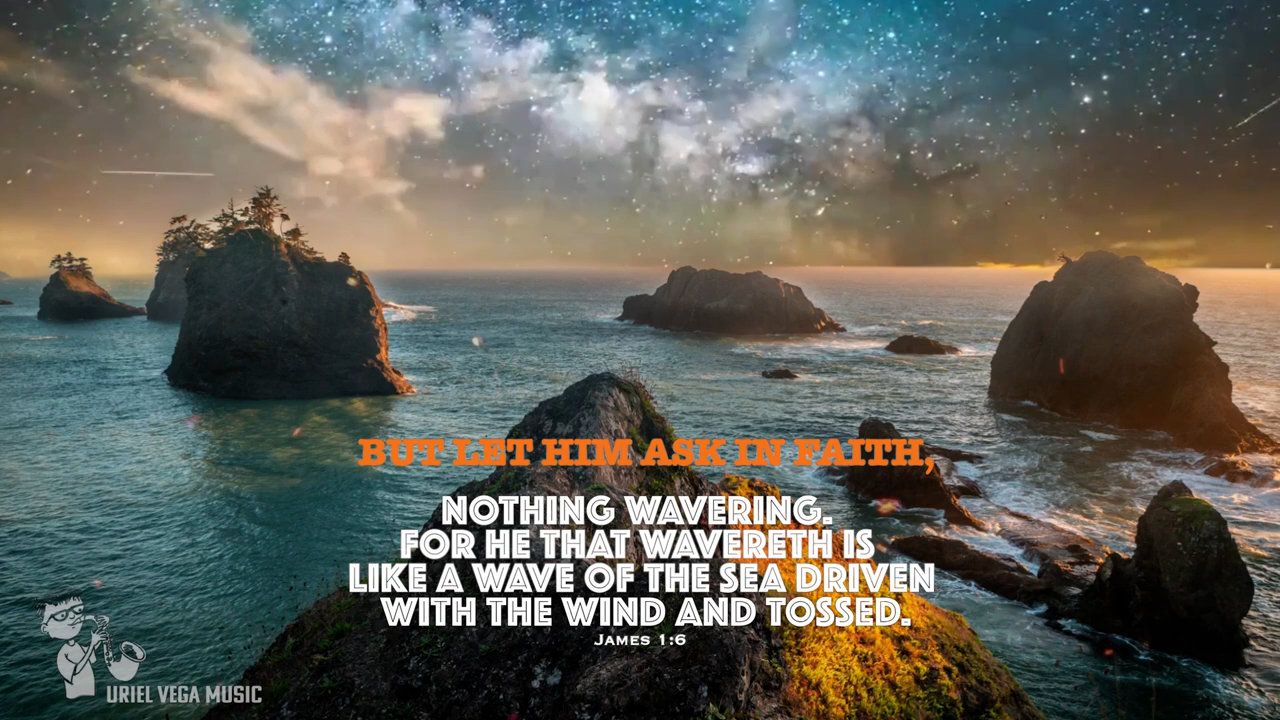 BUT LET HIM ASK IN FAITH,
NOTHING WAVERING.
FOR HE THAT WAVERETH IS
LIKE A WAVE OF THE SEA DRIVEN
WITH THE WIND AND TOSSED.
James 1:6
URIEL VEGA MUSIC